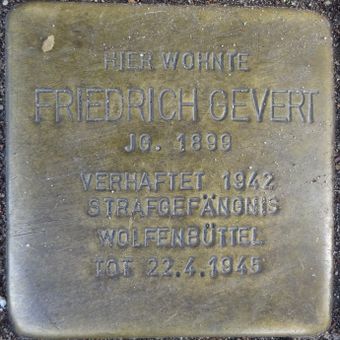 HIER WOHNTE
FRIEDRICH GEVERT
JG. 1899
VERHAFTET 1942
STRAFGEFÄNGNIS
WOLFENBÜTTEL
TOT 22.4.1945